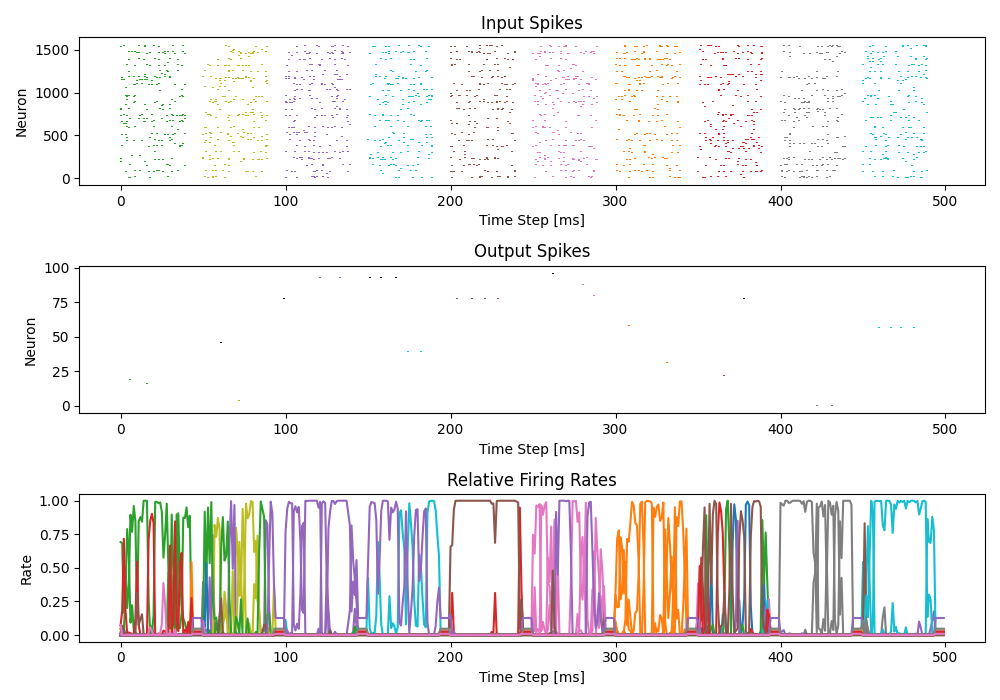 Input Spikes
1500
1000
500
0
Neuron
0 100 200 300 400 500
Time Step [ms]
Output Spikes
100
75
50
25
0
Neuron
0 100 200 300 400 500
Time Step [ms]
Relative Firing Rates
1.00
0.75
0.50
0.25
0.00
Rate
0 100 200 300 400 500
Time Step [ms]